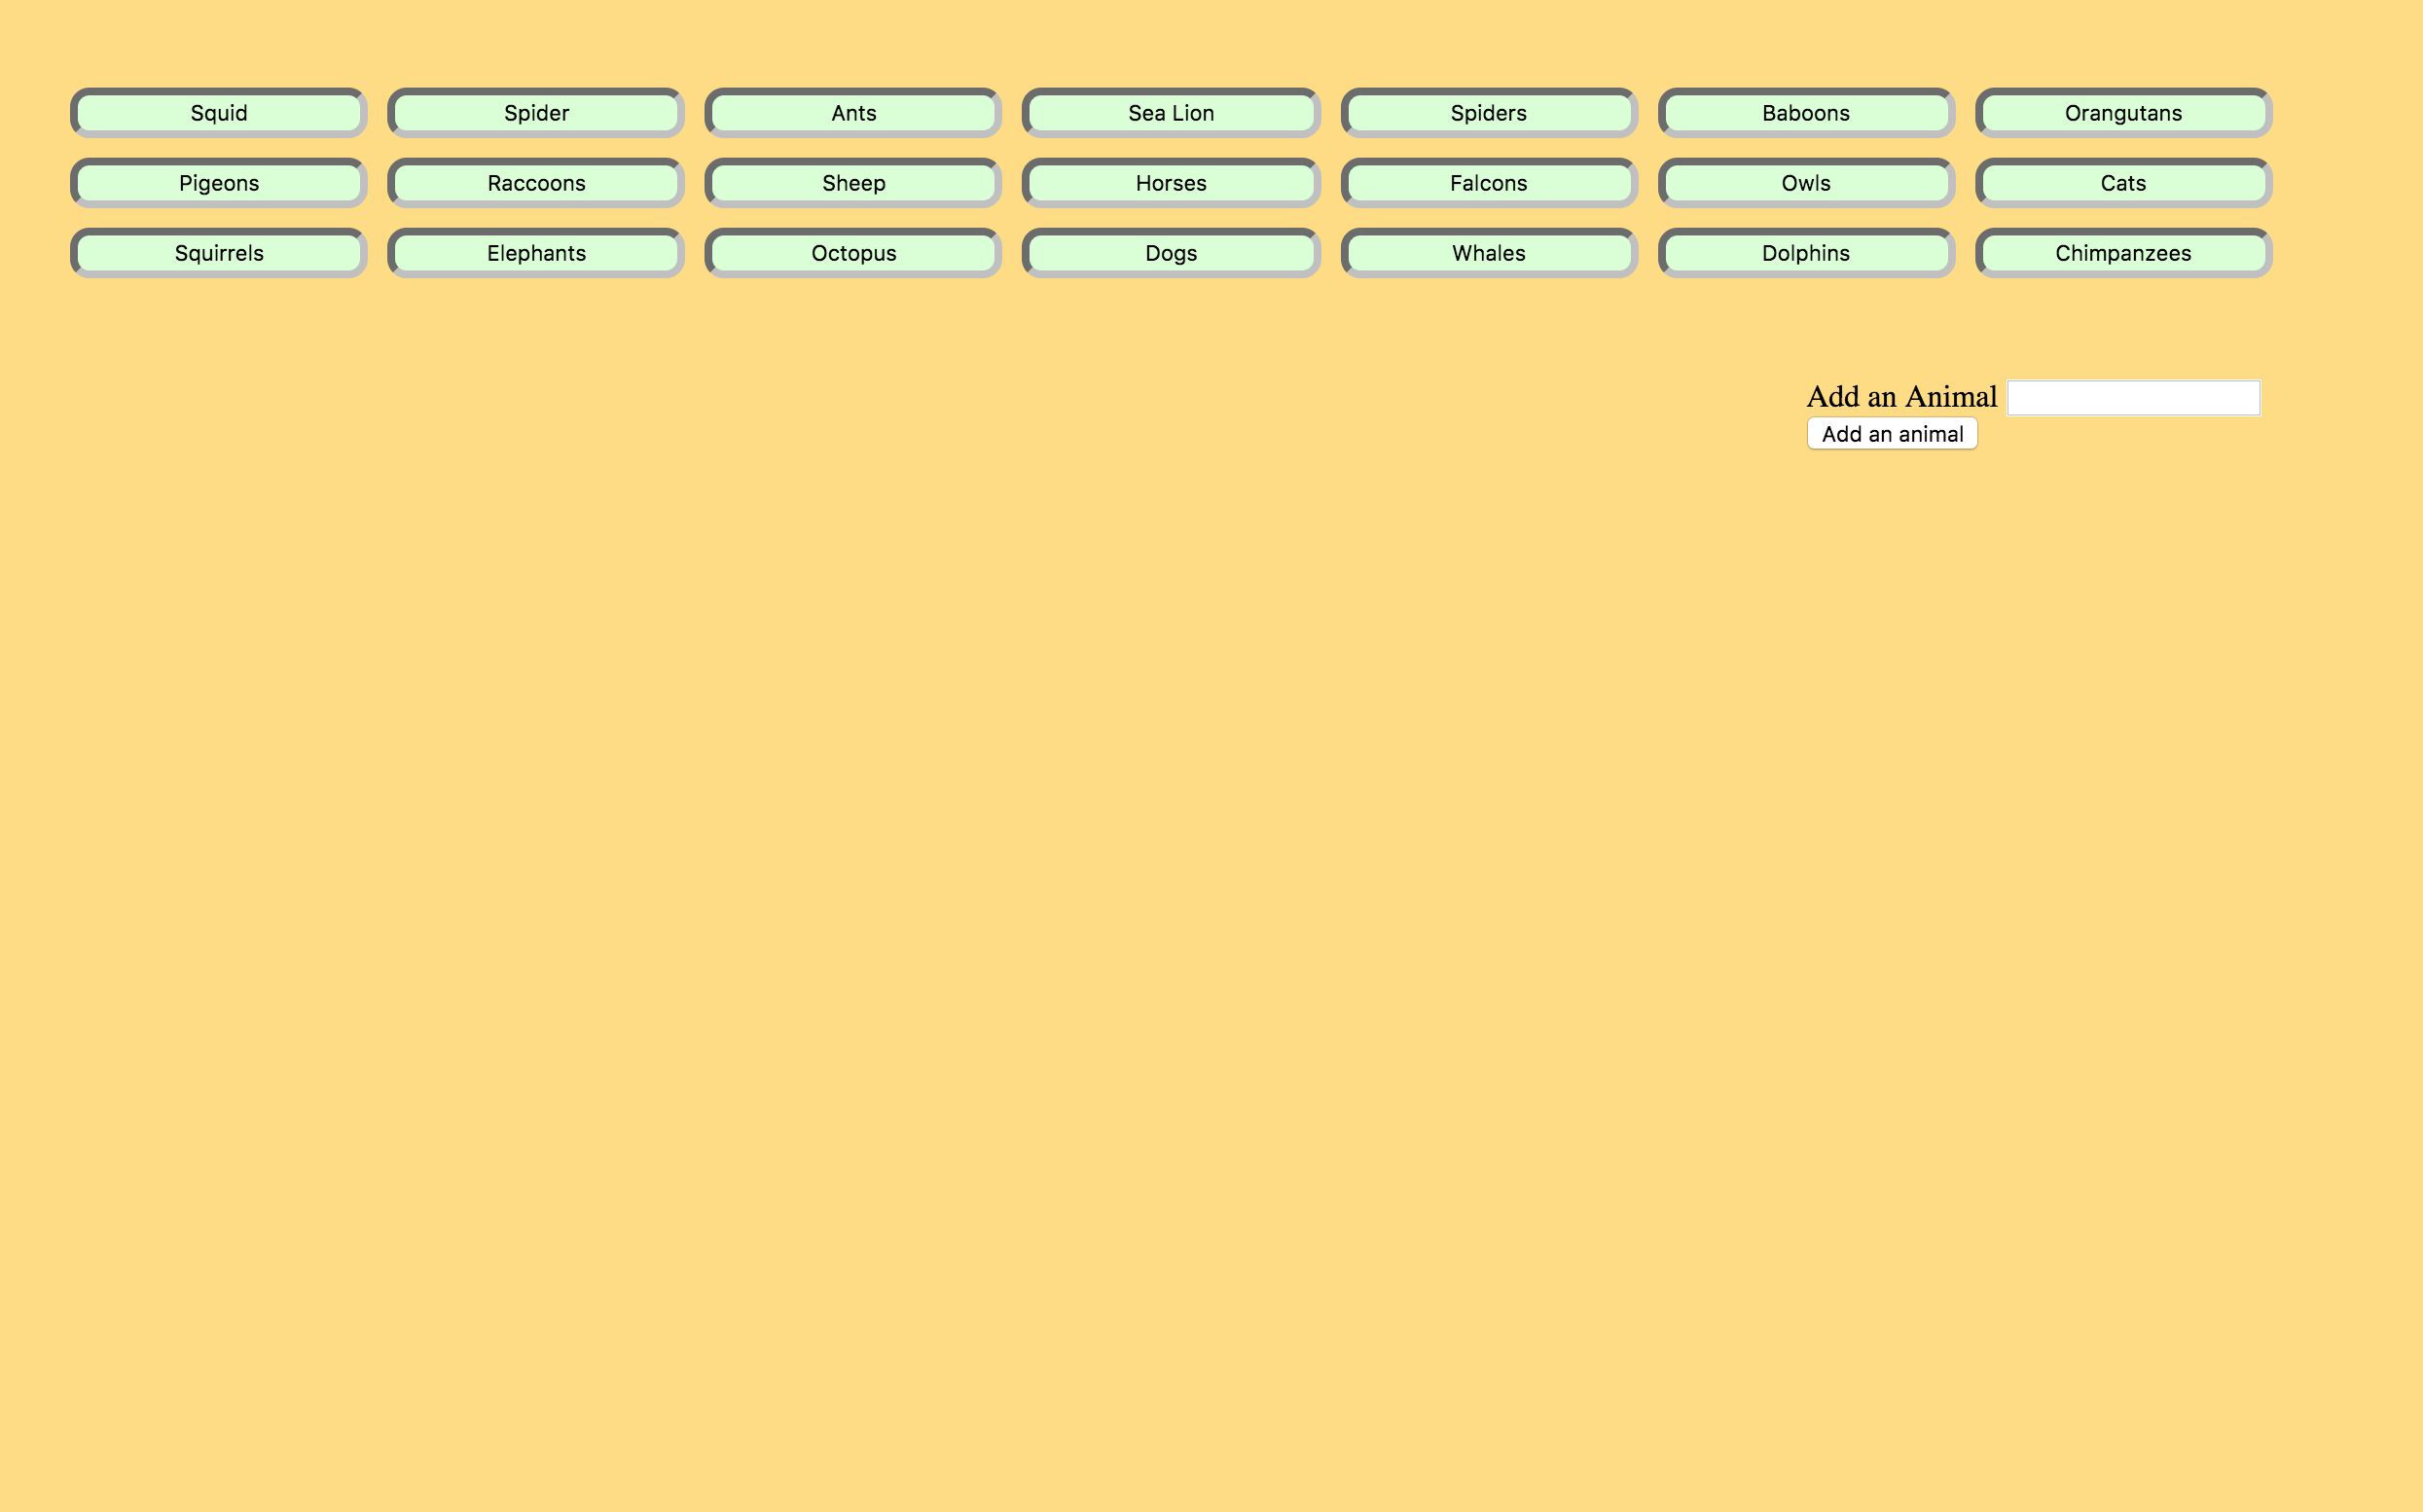 Squid Spider Ants Sea Lion Spiders Baboons Orangutans
Pigeons Raccoons Sheep Horses Falcons Owls Cats
Squirrels Elephants Octopus Dogs Whales Dolphins Chimpanzees
Add an Animal
Add an animal